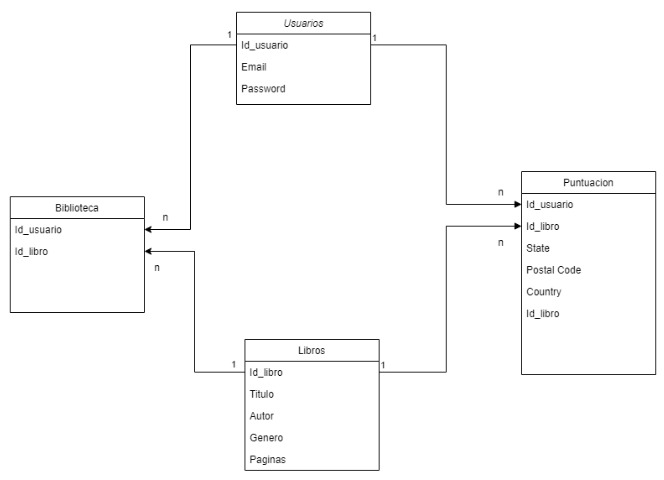 Usuarios
1
1
Id_usuario
Email
Password
Puntuacion
n
Id_usuario
Id_libro
n
State
Postal Code
Country
Id_libro
Biblioteca
n
Id_usuario
Id_libro
n
Libros
1
1
Id_libro
Titulo
Autor
Genero
Paginas